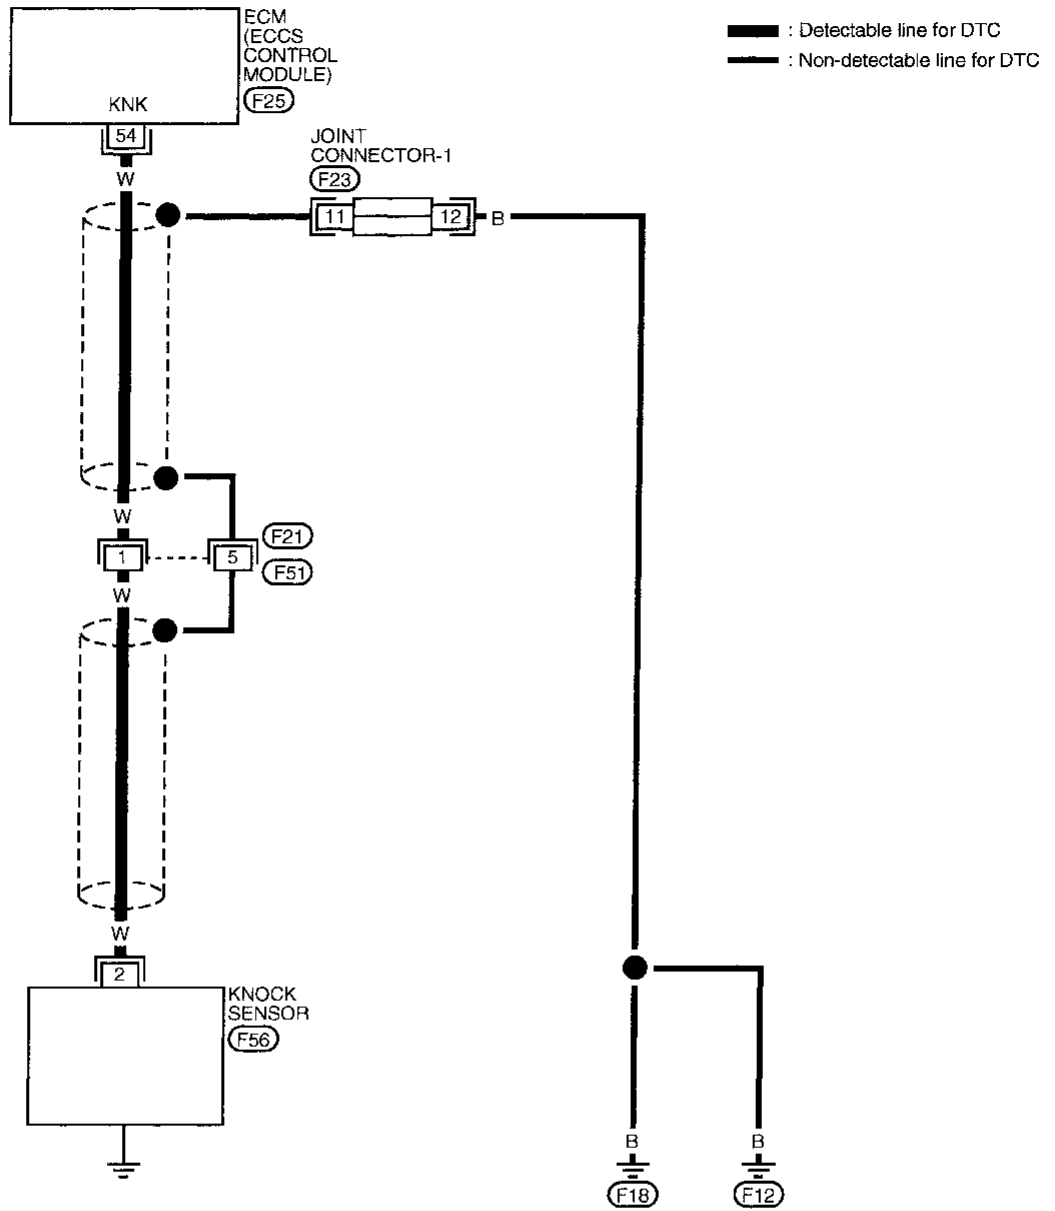 ECM
(ECCS
CONTROL
MODULE)
F25
KNK
54
W
: Detectable line for DTC
: Non-detectable line for DTC
JOINT
CONNECTOR-1
F23
11
12
B
W
1
5
F21
F51
W
W
2
KNOCK
SENSOR
F56
B
B
F18
F12